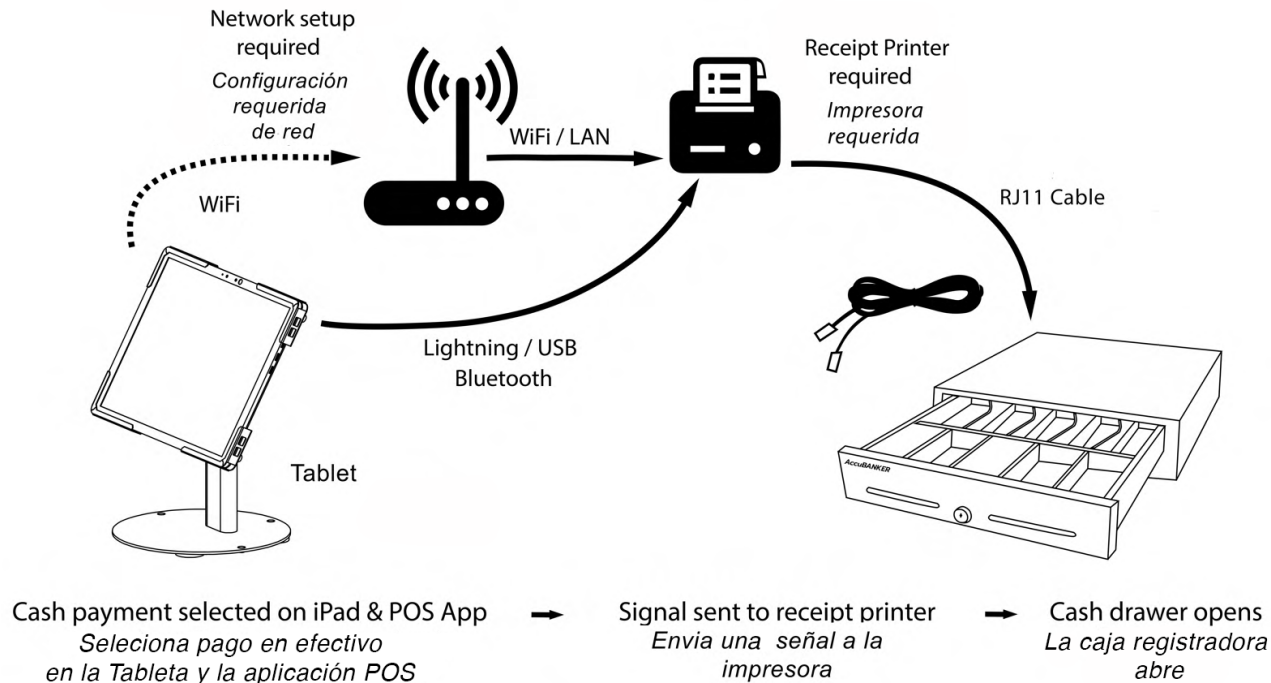 Network setup
required
Configuración
requerida
de red
WiFi / LAN
Receipt Printer
required
Impresora
requerida
WiFi
RJ11 Cable
Lightning / USB
Bluetooth
Tablet
AccuBANKER
Cash payment selected on iPad & POS App
Seleciona pago en efectivo
en la Tableta y la aplicación POS
Signal sent to receipt printer
Envia una señal a la
impresora
Cash drawer opens
La caja registradora
abre